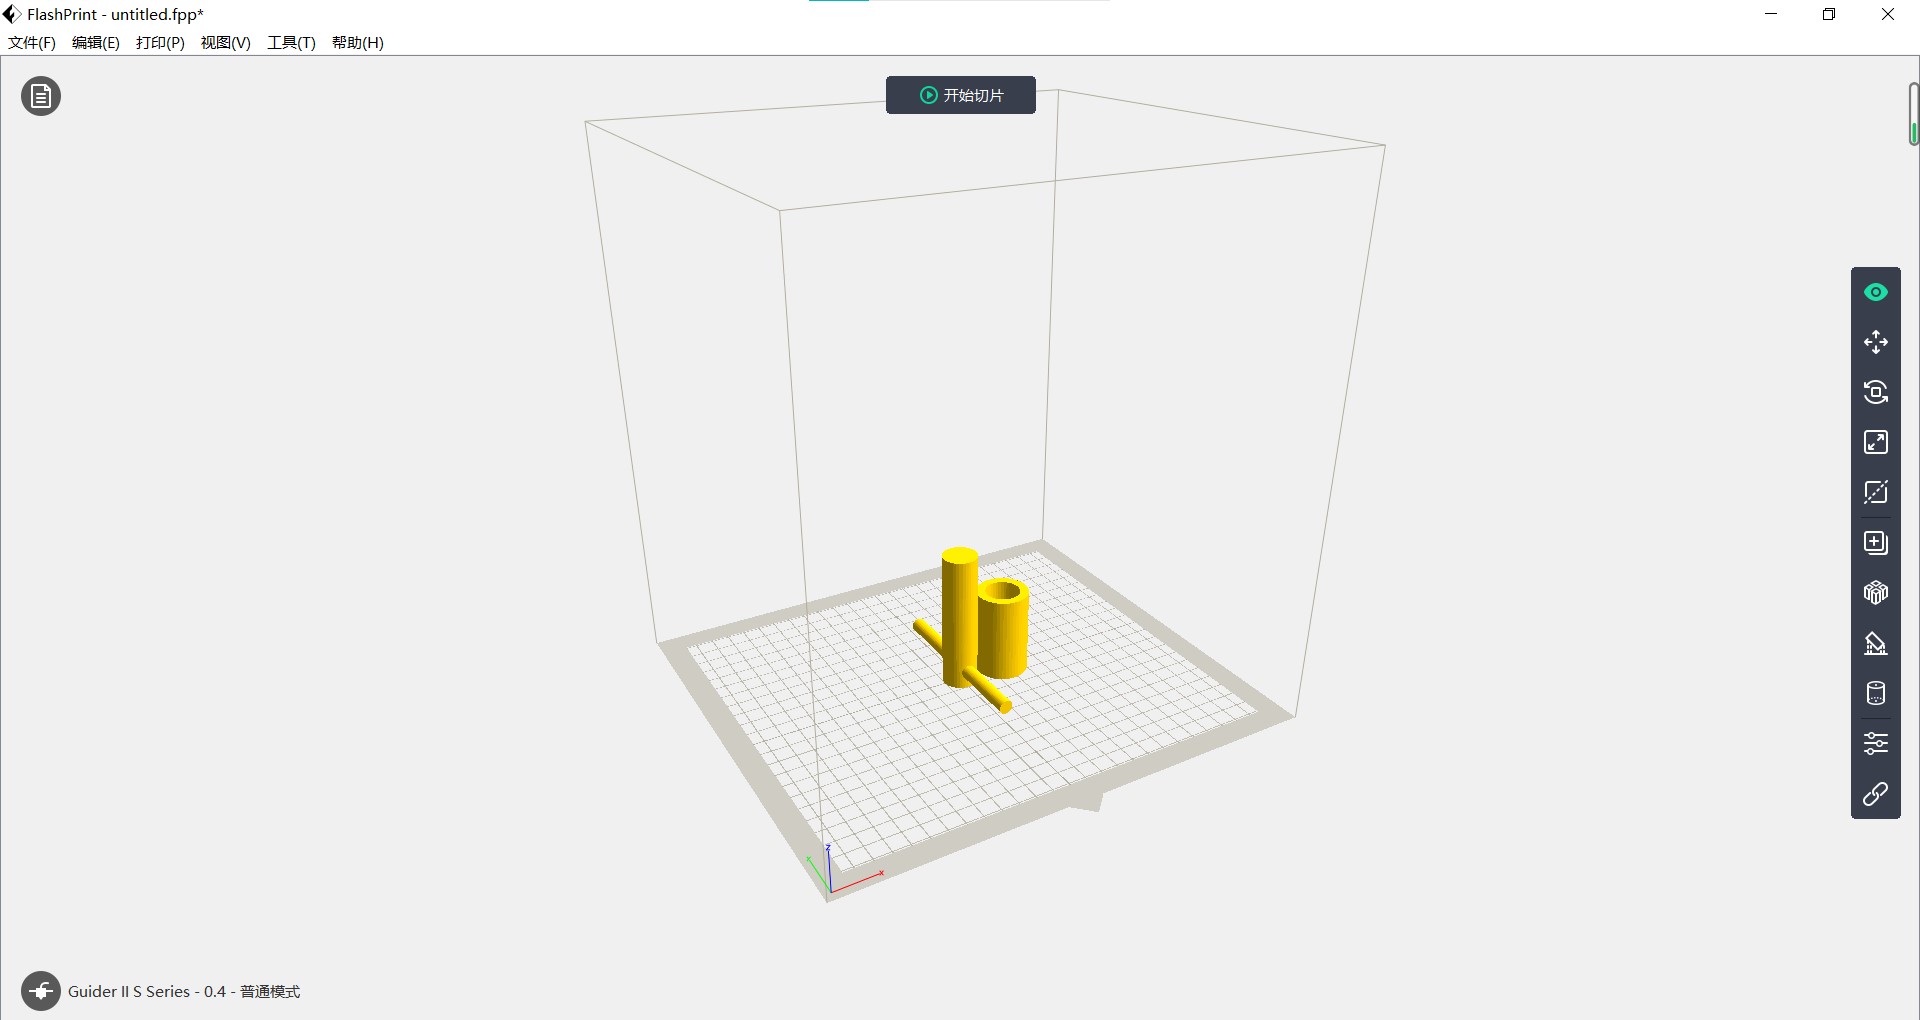 FlashPrint - untitled.fpp*
文件(F) 编辑(E) 打印(P) 视图(V) 工具(T) 帮助(H)
开始切片
z
x
Guider II S Series - 0.4 - 普通模式